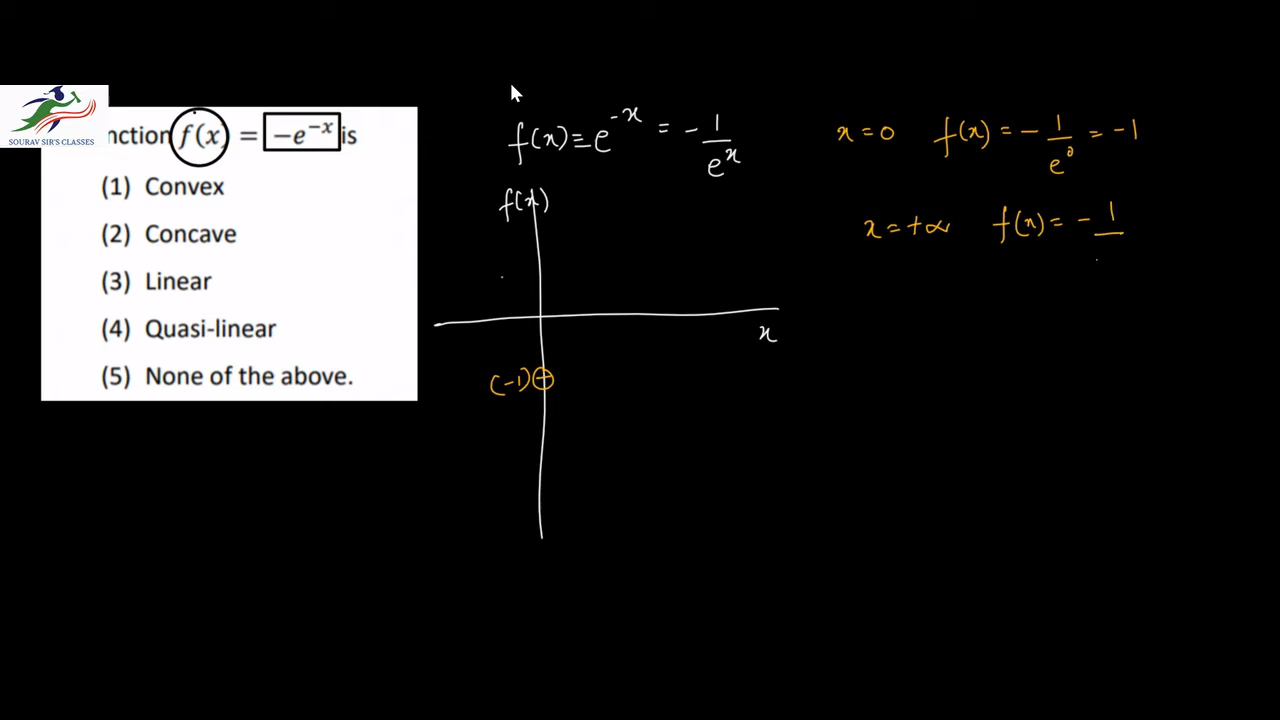 SOURAV SIR'S CLASSES
nction f(x) = −e^{−x} is
(1) Convex
(2) Concave
(3) Linear
(4) Quasi-linear
(5) None of the above.
f(x) = e^{-x} = - 1/e^x
f(x)
x
(-1)
x = 0 f(x) = - 1/e^0 = -1
x = +∝ f(x) = - 1